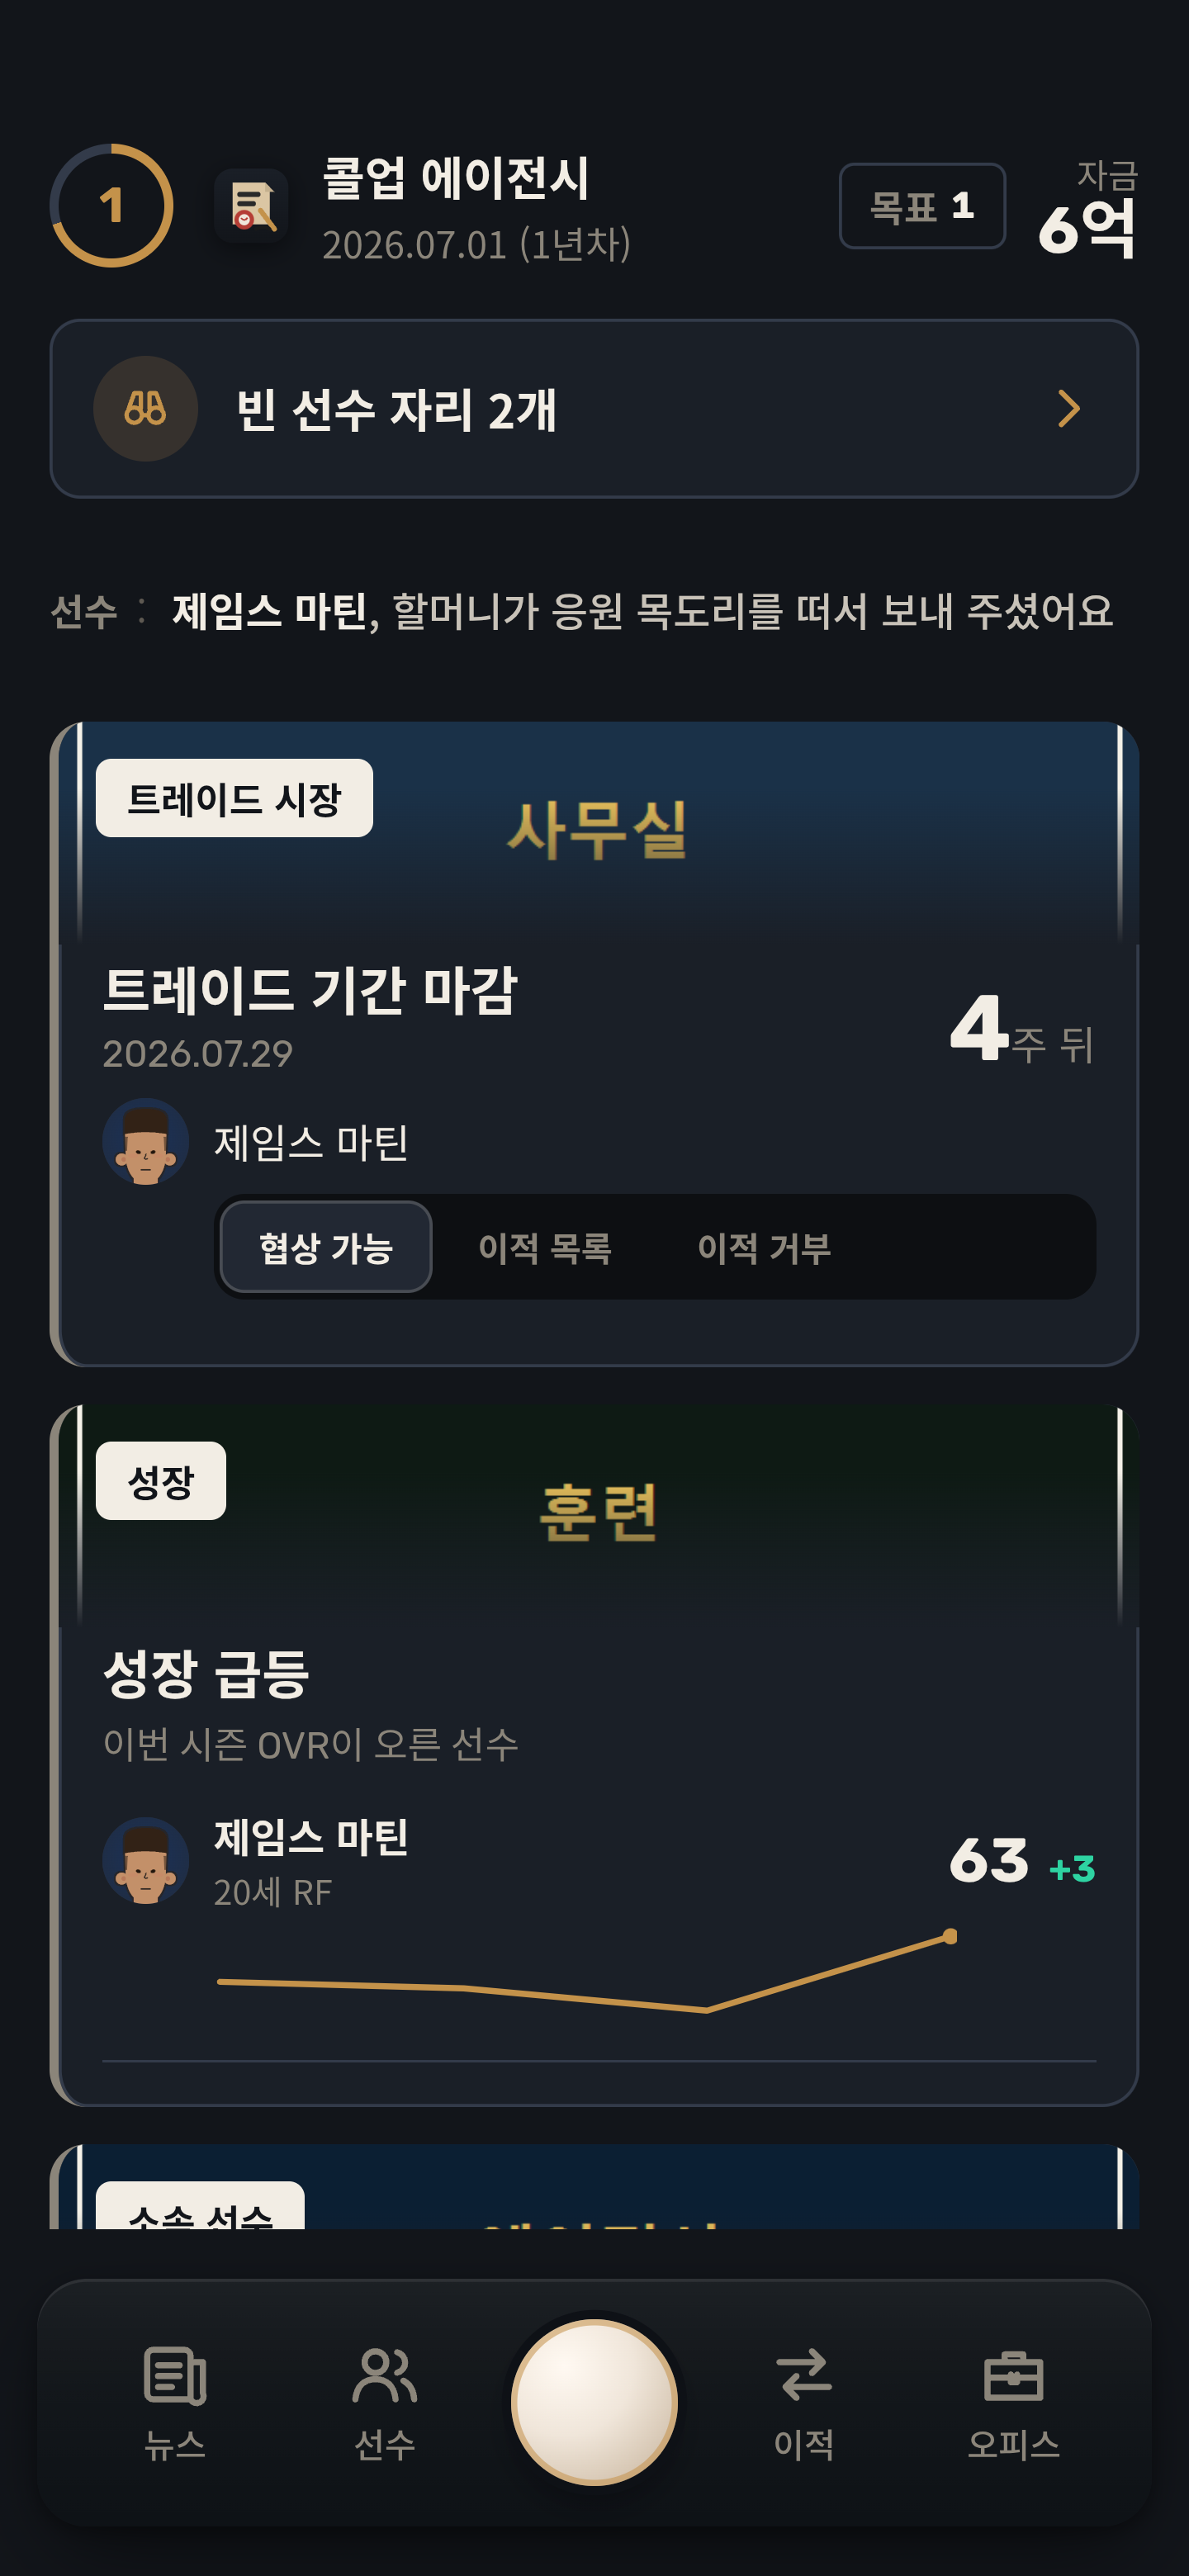 1
콜업 에이전시
2026.07.01 (1년차)
목표 1
자금
6억
빈 선수 자리 2개
선수 : 제임스 마틴, 할머니가 응원 목도리를 떠서 보내 주셨어요
트레이드 시장
사무실
트레이드 기간 마감
2026.07.29
4주 뒤
제임스 마틴
협상 가능 이적 목록 이적 거부
성장
훈련
성장 급등
이번 시즌 OVR이 오른 선수
제임스 마틴
20세 RF
63 +3
소속 선수
뉴스 선수 이적 오피스